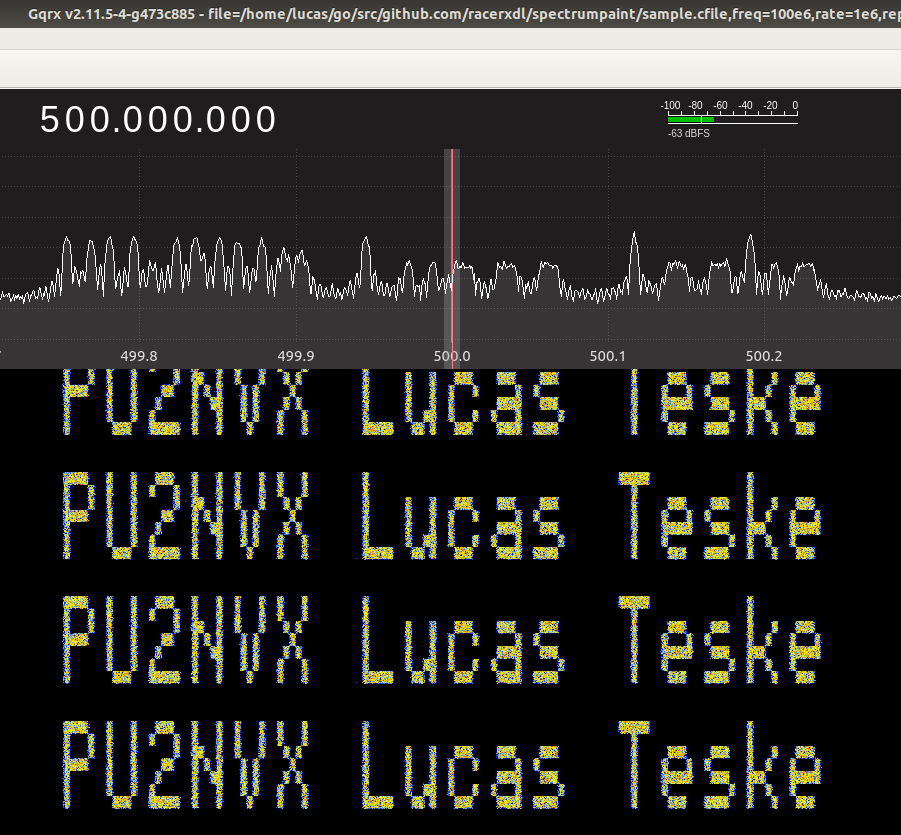 Gqrx v2.11.5-4-g473c885 - file=/home/lucas/go/src/github.com/racerxdl/spectrumpaint/sample.cfile,freq=100e6,rate=1e6,rep
500.000.000
-100 -80 -60 -40 -20 0
-63 dBFS
499.8 499.9 500.0 500.1 500.2
PU2NVX Lucas Teske
PU2NVX Lucas Teske
PU2NVX Lucas Teske
PU2NVX Lucas Teske